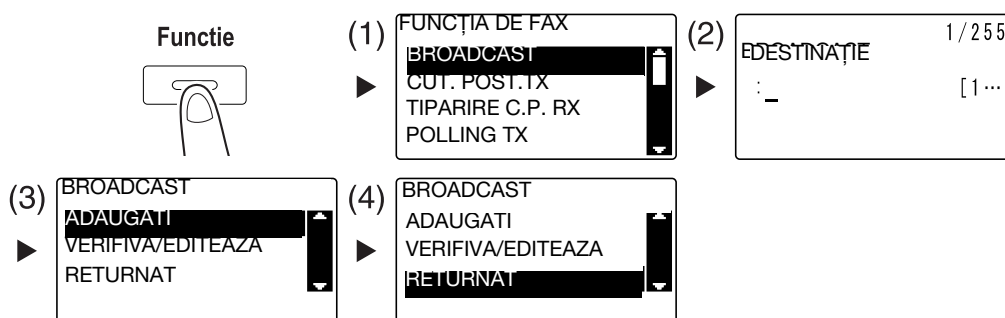 Functie
(1)
FUNCȚIA DE FAX
BROADCAST
CUT. POST.TX
TIPARIRE C.P. RX
POLLING TX
(2)
1/255
DESTINAȚIE
:_ [1…
(3)
BROADCAST
ADAUGATI
VERIFIVA/EDITEAZA
RETURNAT
(4)
BROADCAST
ADAUGATI
VERIFIVA/EDITEAZA
RETURNAT